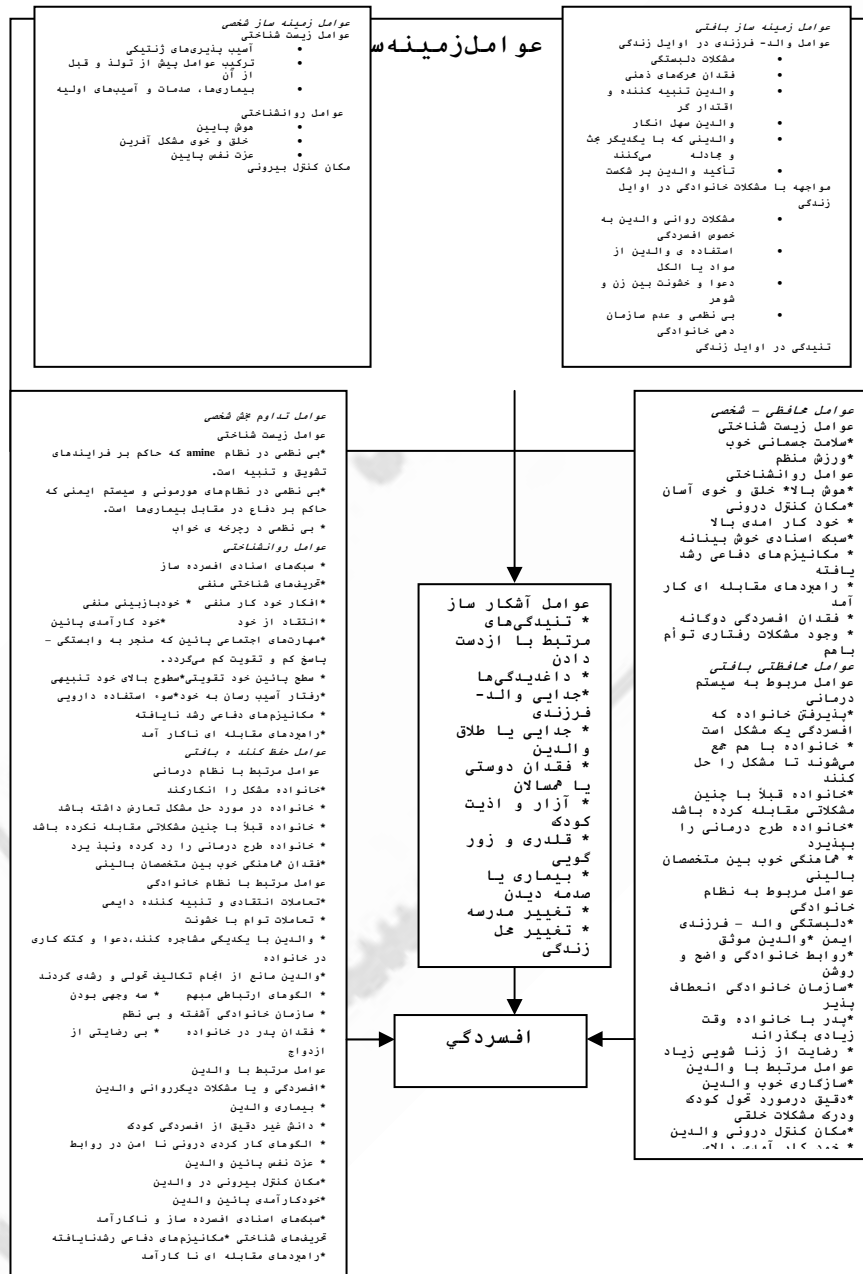 عوامل‌زمینه‌س
عوامل زمینه ساز بافتی
عوامل والد- فرزندی در اوایل زندگی
• مشکلات دلبستگی
• فقدان محرکهای ذهنی
• والدین تنبیه کننده و
اقتدار گر
• والدین سهل انگار
• والدینی که با یکدیگر بحث
و مجادله می‌کنند
• تأکید والدین بر شکست
مواجهه با مشکلات خانوادگی در اوایل
زندگی
• مشکلات روانی والدین به
خصوص افسردگی
• استفاده ی والدین از
مواد یا الکل
• دعوا و خشونت بین زن و
شوهر
• بی نظمی و عدم سازمان
دهی خانوادگی
تنیدگی در اوایل زندگی
عوامل زمینه ساز شخصی
عوامل زیست شناختی
• آسیب پذیری‌های ژنتیکی
• ترکیب عوامل پیش از تولد و قبل
از آن
• بیماری‌ها، صدمات و آسیب‌های اولیه
عوامل روانشناختی
• هوش پایین
• خلق و خوی مشکل آفرین
• عزت نفس پایین
مکان کنترل بیرونی
عوامل محافظی – شخصی
عوامل زیست شناختی
*سلامت جسمانی خوب
*ورزش منظم
عوامل روانشناختی
*هوش بالا* خلق و خوی آسان
*مکان کنترل درونی
* خود کار امدی بالا
*سبک اسنادی خوش بینانه
* مکانیزم‌های دفاعی رشد
یافته
* راهبردهای مقابله ای کار
آمد
* فقدان افسردگی دوگانه
* وجود مشکلات رفتاری توأم
باهم
عوامل محافظتی بافتی
عوامل مربوط به سیستم
درمانی
*پذیرفتن خانواده که
افسردگی یک مشکل است
* خانواده با هم جمع
می‌شوند تا مشکل را حل
کنند
*خانواده قبلاً با چنین
مشکلاتی مقابله کرده باشد
*خانواده طرح درمانی را
بپذیرد
* هماهنگی خوب بین متخصصان
بالینی
عوامل مربوط به نظام
خانوادگی
*دلبستگی والد – فرزندی
ایمن *والدین موثق
*روابط خانوادگی واضح و
روشن
*سازمان خانوادگی انعطاف
پذیر
*پدر با خانواده وقت
زیادی بگذراند
* رضایت از زنا شویی زیاد
عوامل مرتبط با والدین
*سازگاری خوب والدین
*دقیق درمورد تحول کودک
ودرک مشکلات خلقی
*مکان کنترل درونی والدین
* خود کار آمدی بالای
عوامل آشکار ساز
* تنیدگی‌های
مرتبط با ازدست
دادن
* داغدیدگی‌ها
*جدایی والد-
فرزندی
* جدایی یا طلاق
والدین
* فقدان دوستی
با همسالان
* آزار و اذیت
کودک
* قلدری و زور
گویی
* بیماری یا
صدمه دیدن
* تغییر مدرسه
* تغییر محل
زندگی
افسردگي
عوامل تداوم بخش شخصی
عوامل زیست شناختی
*بی نظمی در نظام amine که حاکم بر فرایندهای
تشویق و تنبیه است.
*بی نظمی در نظام‌های هورمونی و سیستم ایمنی که
حاکم بر دفاع در مقابل بیماری‌ها است.
* بی نظمی د رچرخه ی خواب
عوامل روانشناختی
* سبک‌های اسنادی افسرده ساز
*تحریف‌های شناختی منفی
*افکار خود کار منفی * خودبازبینی منفی
*انتقاد از خود *خود کارآمدی پائین
*مهارت‌های اجتماعی پائین که منجر به وابستگی –
پاسخ کم و تقویت کم می‌گردد.
* سطح پائین خود تقویتی*سطوح بالای خود تنبیهی
*رفتار آسیب رسان به خود*سوء استفاده دارویی
* مکانیزم‌های دفاعی رشد نایافته
*راهبردهای مقابله ای ناکار آمد
عوامل حفظ کننده ه بافتی
عوامل مرتبط با نظام درمانی
*خانواده مشکل را انکارکند
* خانواده در مورد حل مشکل تعارض داشته باشد
* خانواده قبلاً با چنین مشکلاتی مقابله نکرده باشد
* خانواده طرح درمانی را رد کرده ونپذ یرد
*فقدان هماهنگی خوب بین متخصصان بالینی
عوامل مرتبط با نظام خانوادگی
*تعاملات انتقادی و تنبیه کننده دایمی
* تعاملات توام با خشونت
* والدین با یکدیگی مشاجره کنند،دعوا و کتک کاری
در خانواده
*والدین مانع از انجام تکالیف تحولی و رشدی گردند
* الگوهای ارتباطی مبهم * سه وجهی بودن
* سازمان خانوادگی آشفته و بی نظم
* فقدان پدر در خانواده * بی رضایتی از
ازدواج
عوامل مرتبط با والدین
*افسردگی و یا مشکلات دیگرروانی والدین
* بیماری والدین
* دانش غیر دقیق از افسردگی کودک
* الگوهای کار کردی درونی نا امن در روابط
* عزت نفس پائین والدین
*مکان کنترل بیرونی در والدین
*خودکارآمدی پائین والدین
*سبک‌های اسنادی افسرده ساز و ناکارآمد
تحریف‌های شناختی *مکانیزم‌های دفاعی رشدنایافته
*راهبردهای مقابله ای نا کارآمد